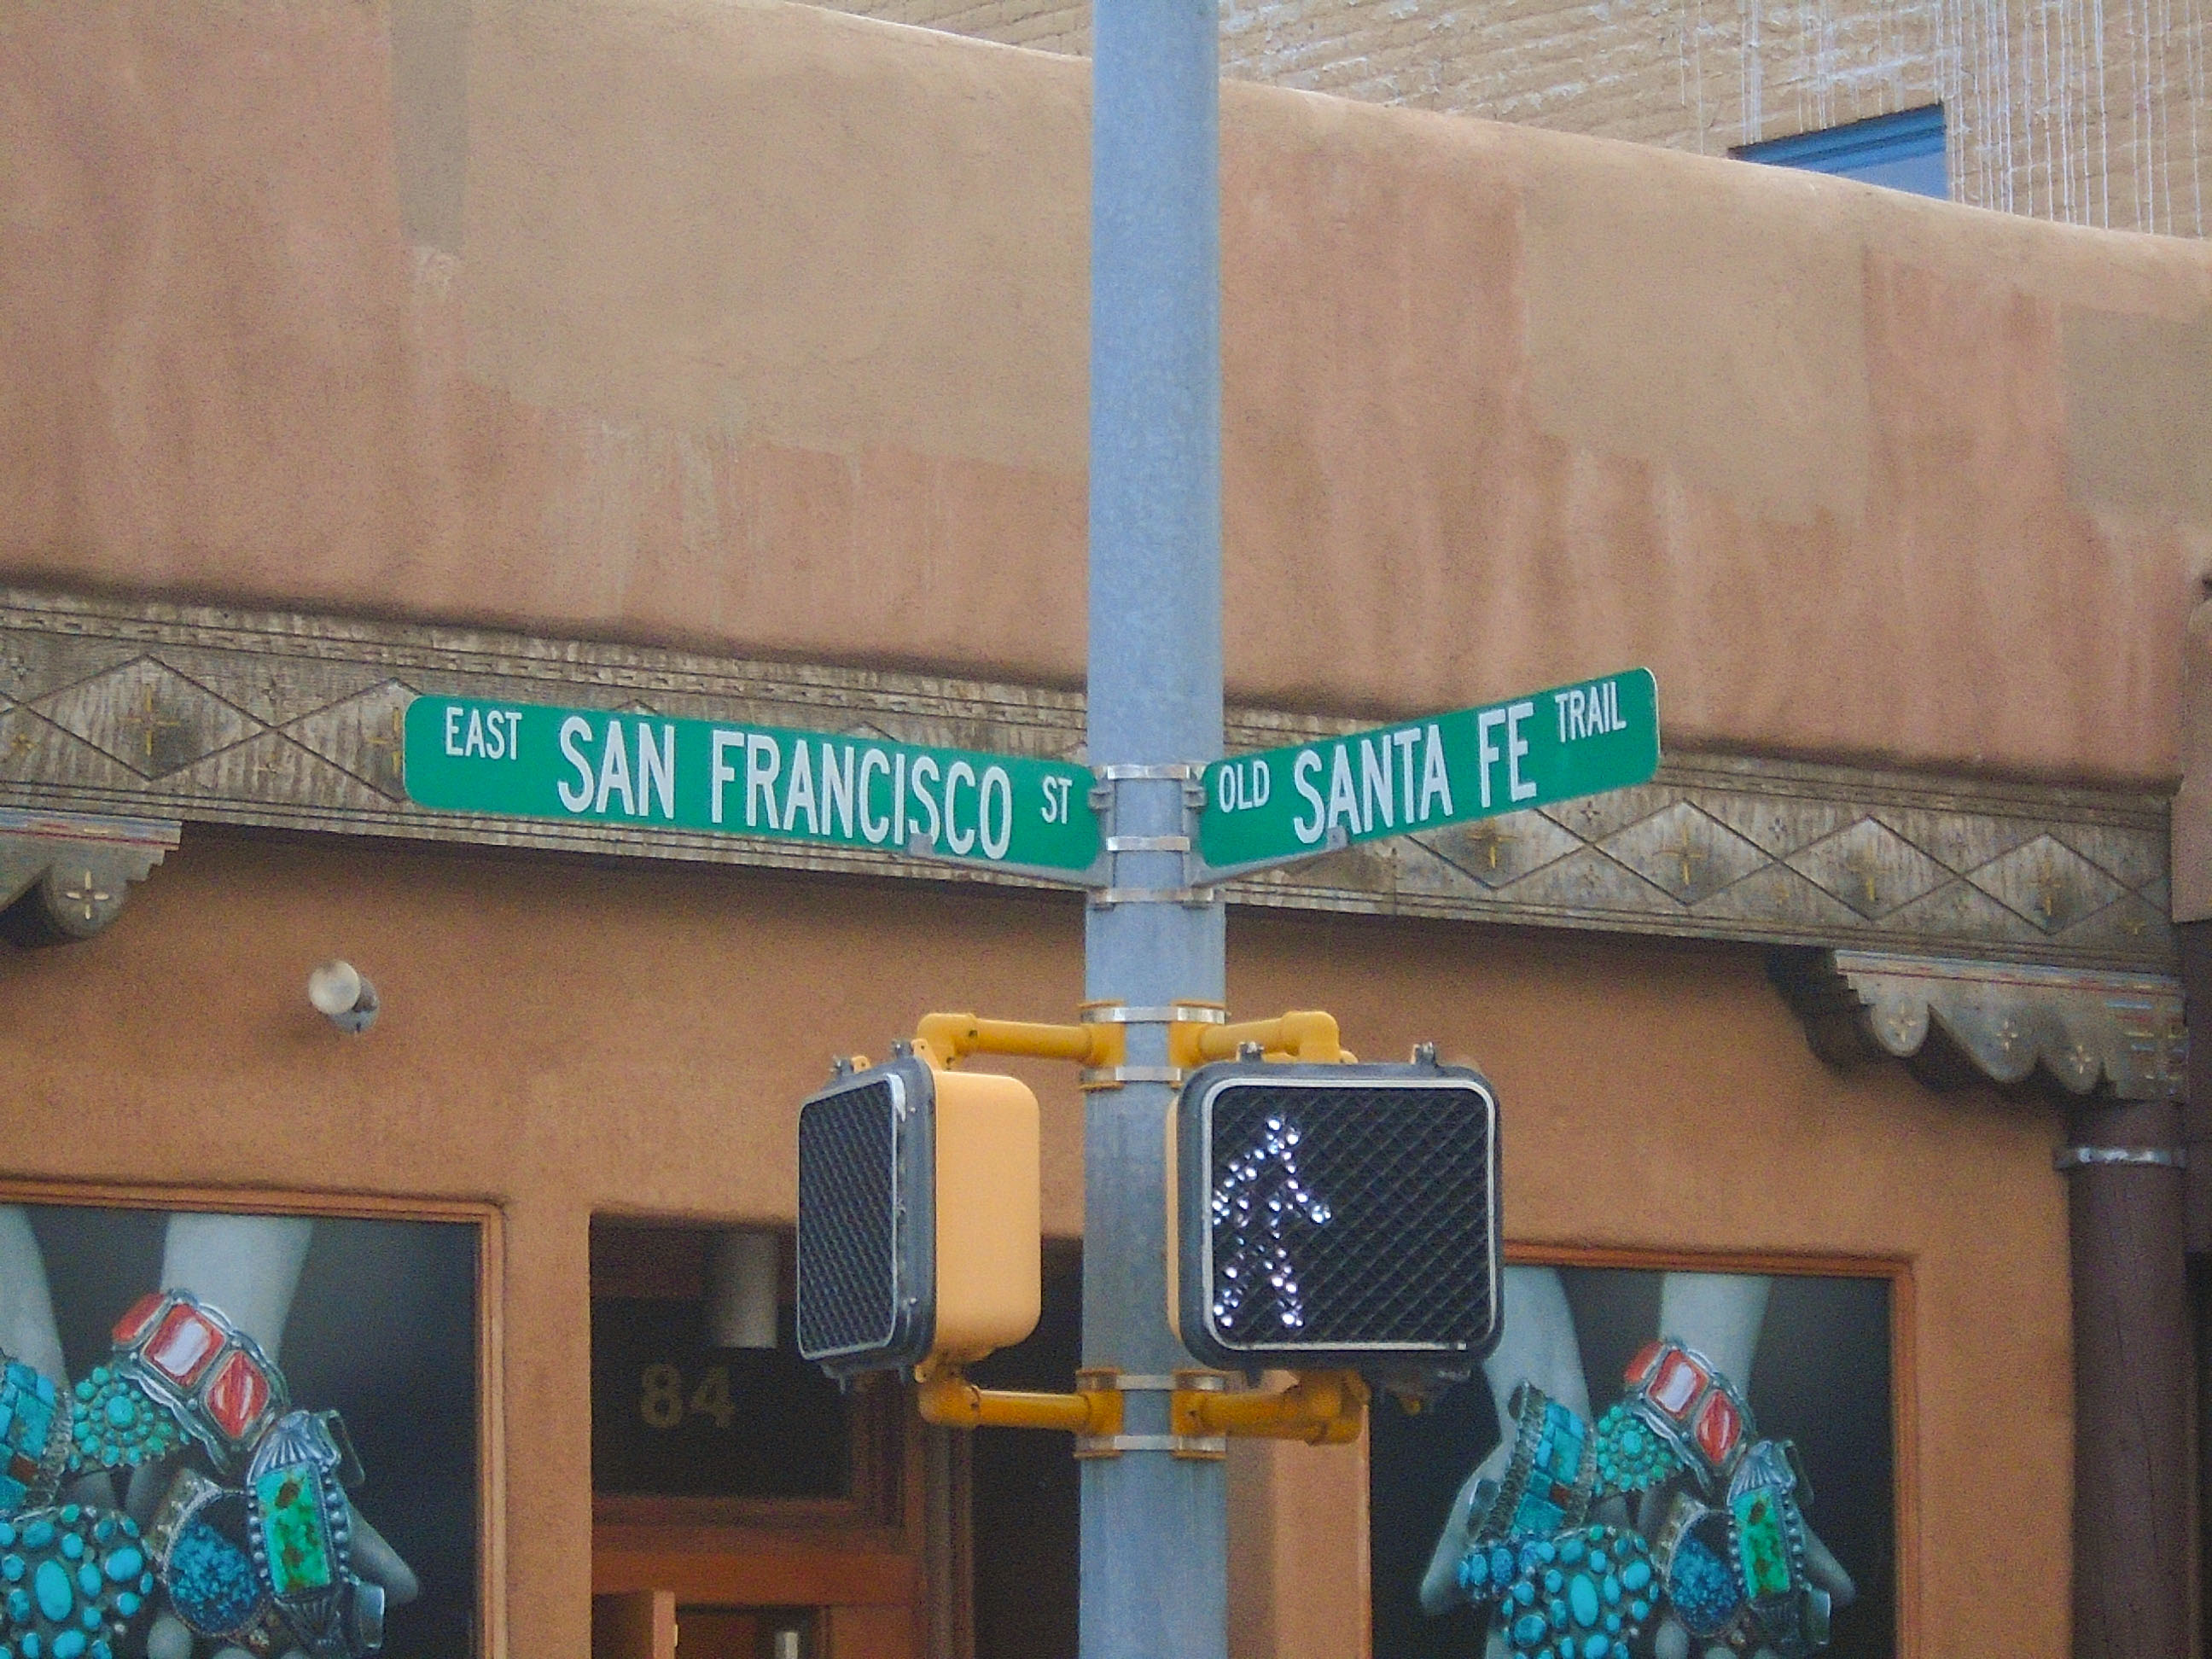 EAST SAN FRANCISCO ST
OLD SANTA FE TRAIL
84